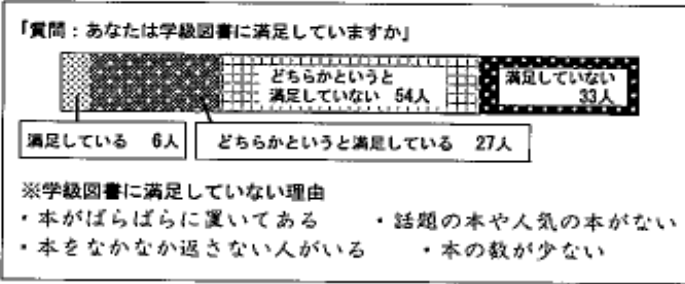 「質問：あなたは学級図書に満足していますか」
どちらかというと
満足していない 54人
満足していない
33人
満足している 6人
どちらかというと満足している 27人
※学級図書に満足していない理由
・本がばらばらに置いてある ・話題の本や人気の本がない
・本をなかなか返さない人がいる ・本の数が少ない